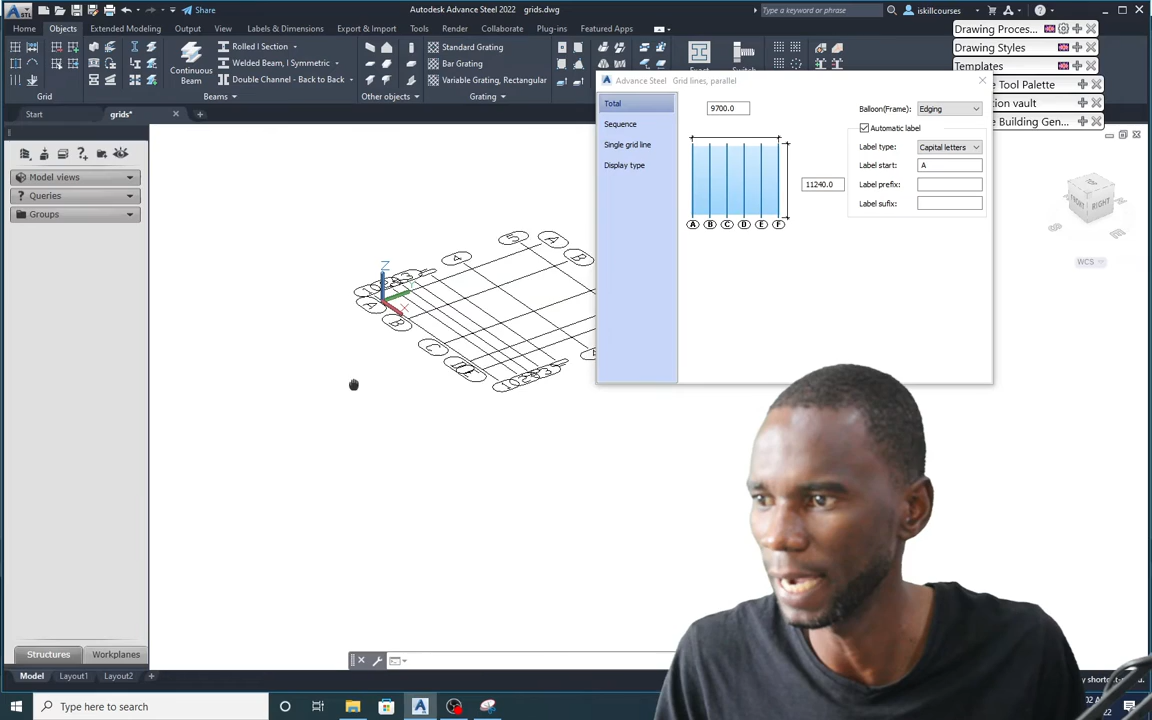 STL
Share
Autodesk Advance Steel 2022 grids.dwg
Type a keyword or phrase
iskillcourses
Home
Objects
Extended Modeling
Output
Labels & Dimensions
Export & Import
Tools
Render
Collaborate
Plug-ins
Featured Apps
Drawing Proces...
Drawing Styles
Templates
e Tool Palette
ction vault
e Building Gen...
Rolled I Section
Welded Beam, I Symmetric
Double Channel - Back to Back
Continuous
Beam
Standard Grating
Bar Grating
Variable Grating, Rectangular
Grid
Beams
Other objects
Grating
Start
grids*
Model views
Queries
Groups
Advance Steel Grid lines, parallel
Total
Sequence
Single grid line
Display type
9700.0
11240.0
A B C D E F
Balloon(Frame):
Edging
Automatic label
Label type:
Capital letters
Label start:
A
Label prefix:
Label sufix:
FRONT
RIGHT
WCS
Z
X
5
A
4
B
A
B
C
Structures
Workplanes
Model
Layout1
Layout2
Type here to search